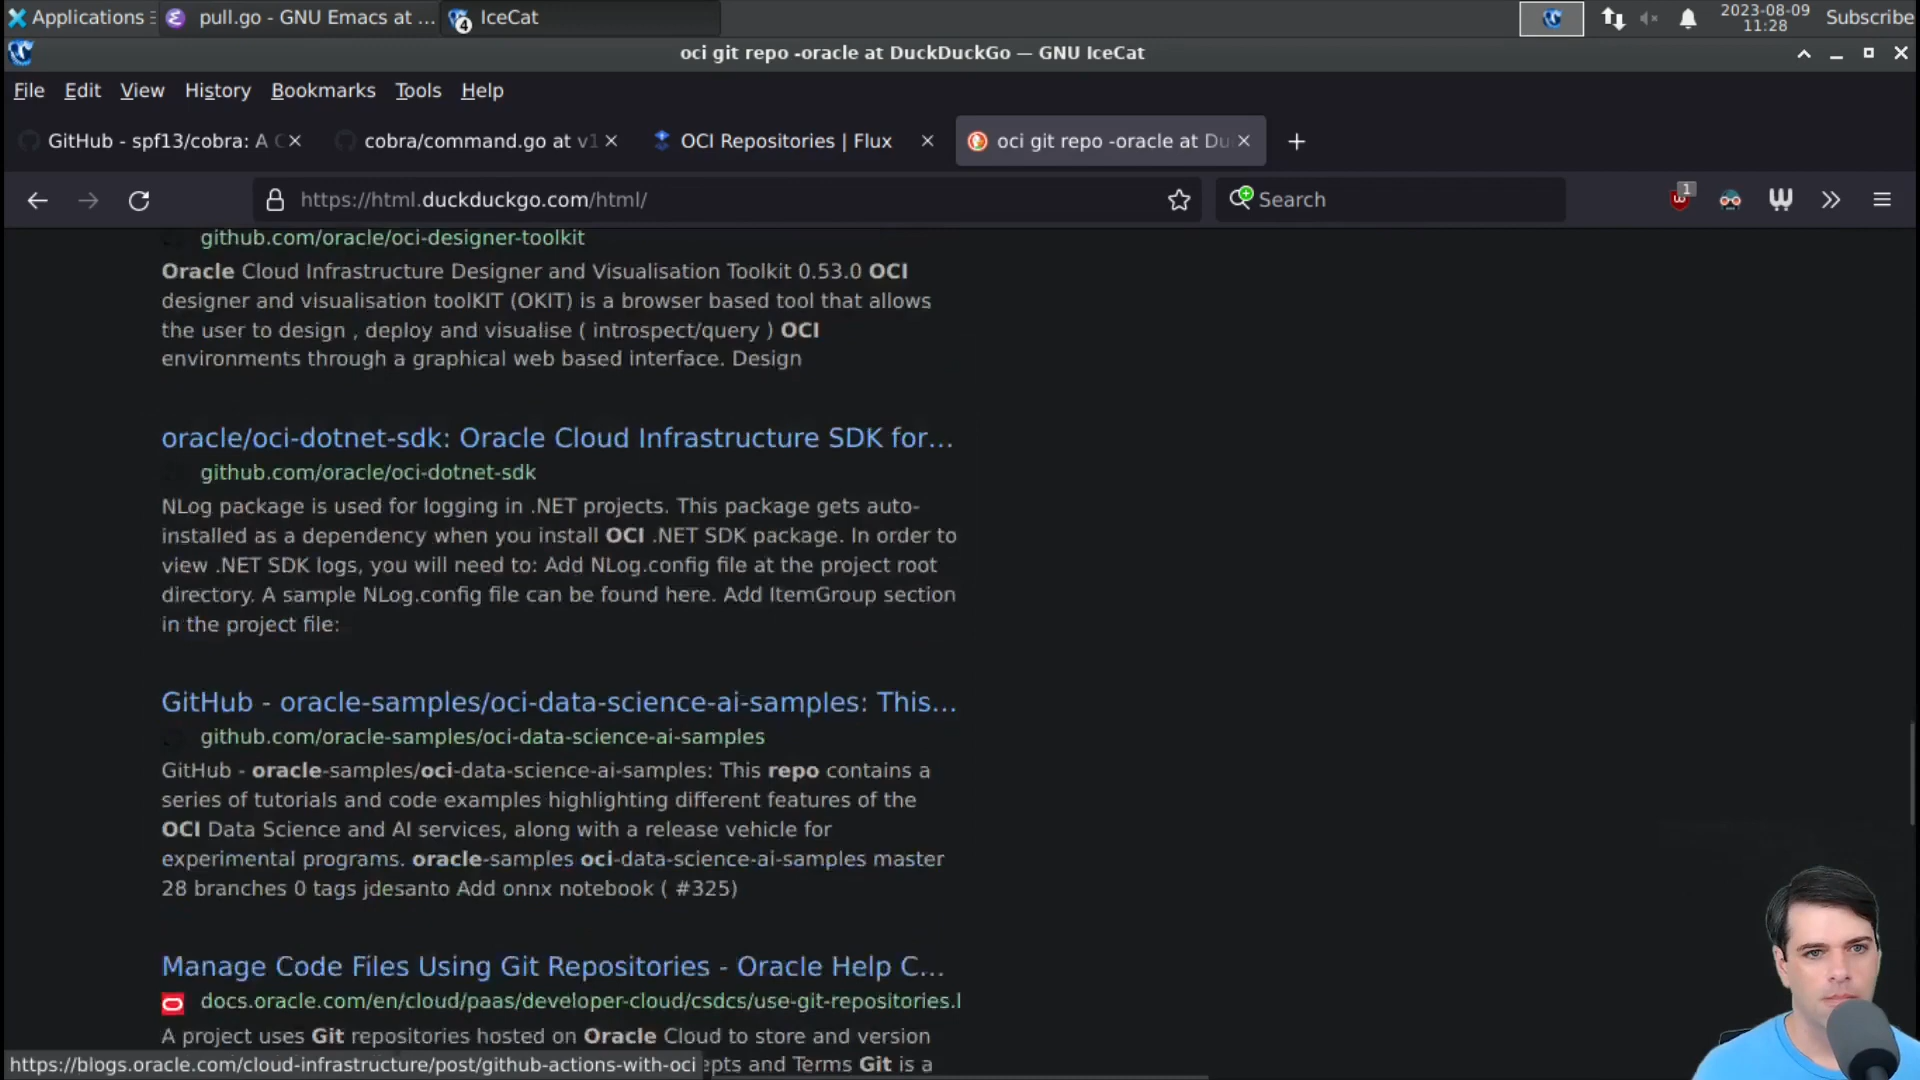 Applications
pull.go - GNU Emacs at ...
4
IceCat
2023-08-09
11:28
Subscribe
oci git repo -oracle at DuckDuckGo — GNU IceCat
File Edit View History Bookmarks Tools Help
GitHub - spf13/cobra: A C
cobra/command.go at v1
OCI Repositories | Flux
oci git repo -oracle at Du
https://html.duckduckgo.com/html/
Search
1
github.com/oracle/oci-designer-toolkit
Oracle Cloud Infrastructure Designer and Visualisation Toolkit 0.53.0 OCI
designer and visualisation toolKIT (OKIT) is a browser based tool that allows
the user to design , deploy and visualise ( introspect/query ) OCI
environments through a graphical web based interface. Design
oracle/oci-dotnet-sdk: Oracle Cloud Infrastructure SDK for...
github.com/oracle/oci-dotnet-sdk
NLog package is used for logging in .NET projects. This package gets auto-
installed as a dependency when you install OCI .NET SDK package. In order to
view .NET SDK logs, you will need to: Add NLog.config file at the project root
directory. A sample NLog.config file can be found here. Add ItemGroup section
in the project file:
GitHub - oracle-samples/oci-data-science-ai-samples: This...
github.com/oracle-samples/oci-data-science-ai-samples
GitHub - oracle-samples/oci-data-science-ai-samples: This repo contains a
series of tutorials and code examples highlighting different features of the
OCI Data Science and AI services, along with a release vehicle for
experimental programs. oracle-samples oci-data-science-ai-samples master
28 branches 0 tags jdesanto Add onnx notebook ( #325)
Manage Code Files Using Git Repositories - Oracle Help C...
docs.oracle.com/en/cloud/paas/developer-cloud/csdcs/use-git-repositories.l
A project uses Git repositories hosted on Oracle Cloud to store and version
https://blogs.oracle.com/cloud-infrastructure/post/github-actions-with-oci
epts and Terms Git is a